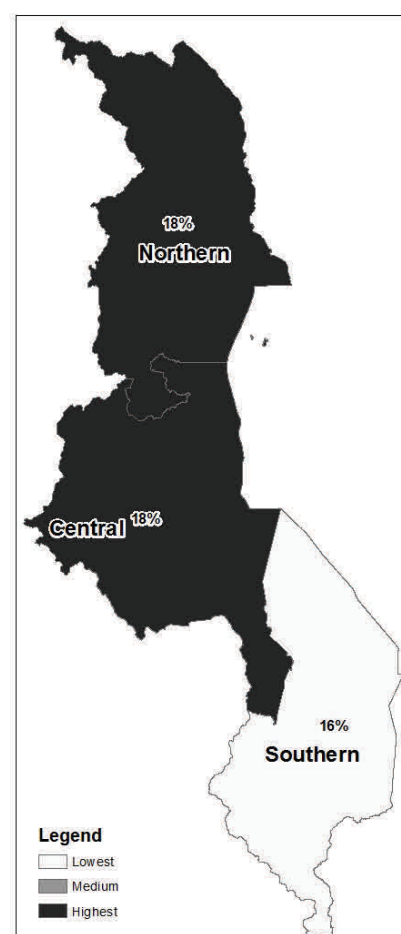 18%
Northern
Central 18%
16%
Southern
Legend
Lowest
Medium
Highest